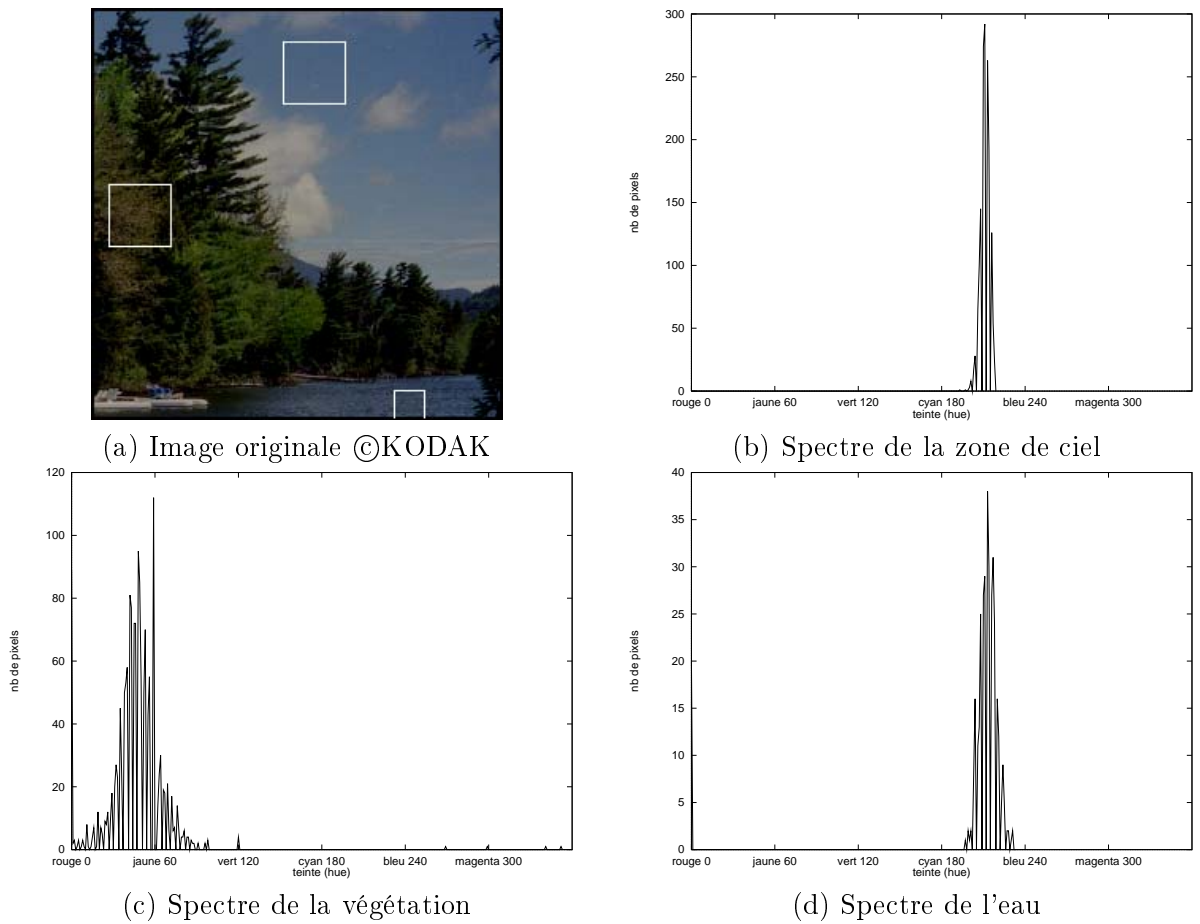 (a) Image originale ©KODAK
300
250
200
150
100
50
0
nb de pixels
rouge 0 jaune 60 vert 120 cyan 180 bleu 240 magenta 300
teinte (hue)
(b) Spectre de la zone de ciel
120
100
80
60
40
20
0
nb de pixels
rouge 0 jaune 60 vert 120 cyan 180 bleu 240 magenta 300
teinte (hue)
(c) Spectre de la végétation
40
35
30
25
20
15
10
5
0
nb de pixels
rouge 0 jaune 60 vert 120 cyan 180 bleu 240 magenta 300
teinte (hue)
(d) Spectre de l'eau